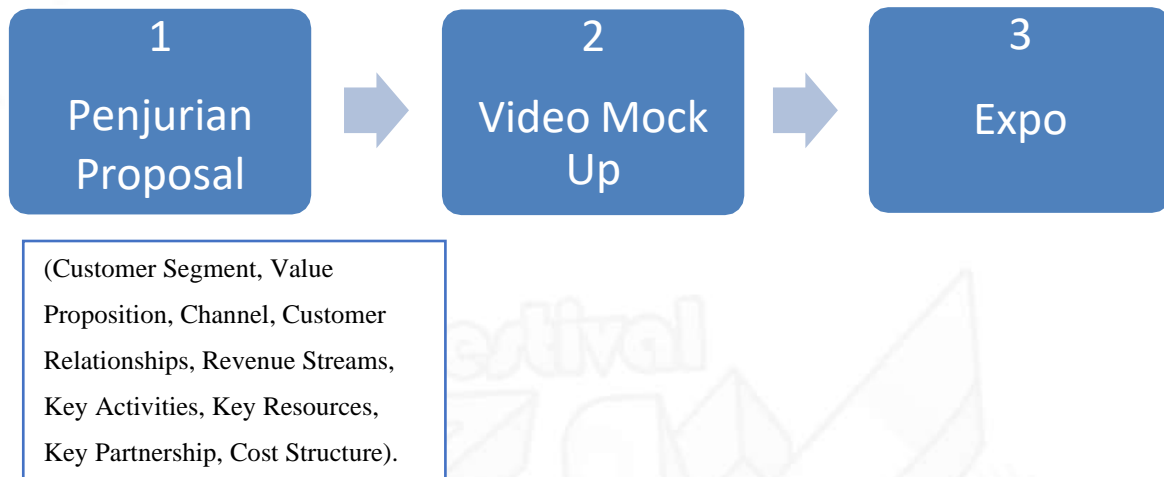 1
Penjurian
Proposal
2
Video Mock
Up
3
Expo
(Customer Segment, Value
Proposition, Channel, Customer
Relationships, Revenue Streams,
Key Activities, Key Resources,
Key Partnership, Cost Structure).
estival